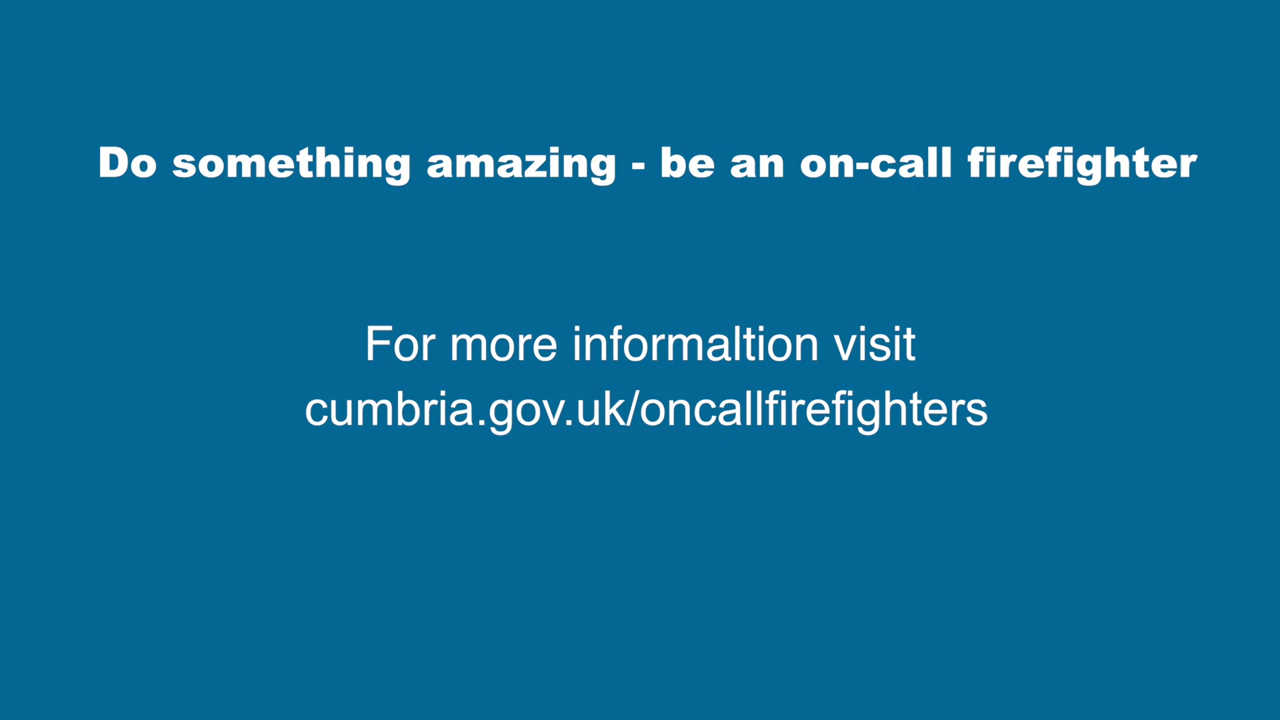 Do something amazing - be an on-call firefighter
For more informaltion visit
cumbria.gov.uk/oncallfirefighters